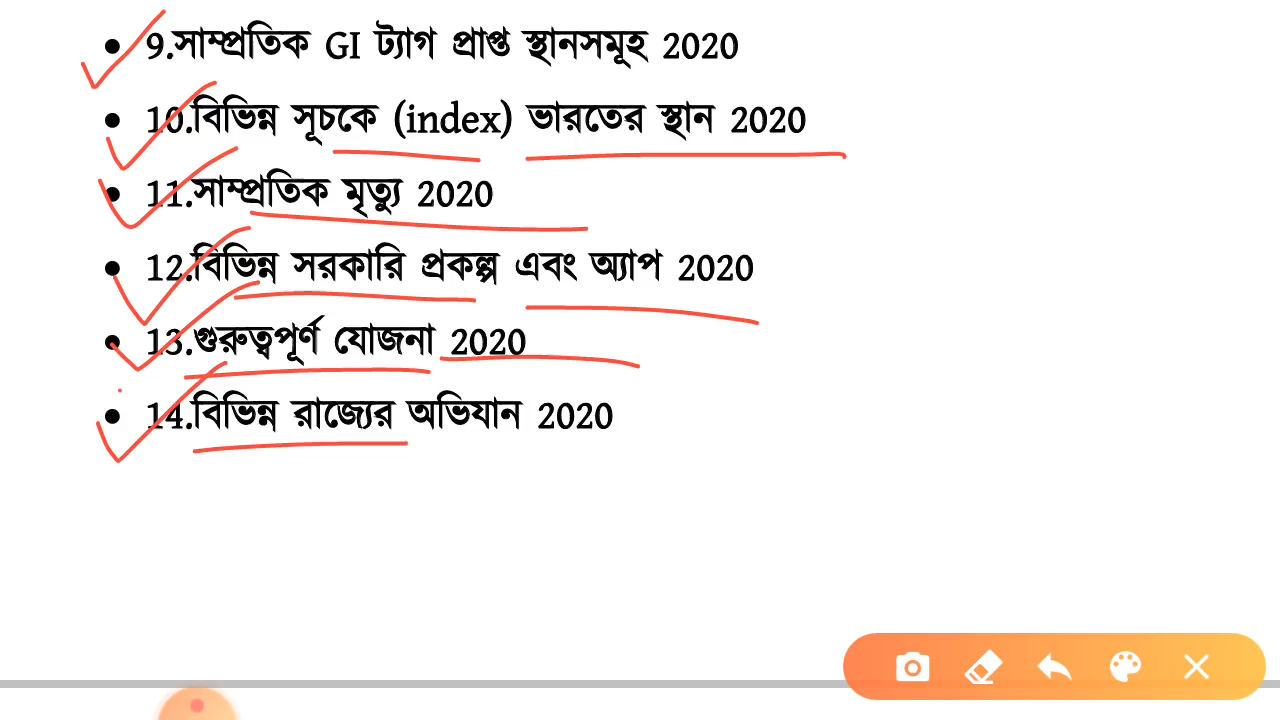 • 9.সাম্প্রতিক GI ট্যাগ প্রাপ্ত স্থানসমূহ 2020
• 10.বিভিন্ন সূচকে (index) ভারতের স্থান 2020
• 11.সাম্প্রতিক মৃত্যু 2020
• 12.বিভিন্ন সরকারি প্রকল্প এবং অ্যাপ 2020
• 13.গুরুত্বপূর্ণ যোজনা 2020
• 14.বিভিন্ন রাজ্যের অভিযান 2020